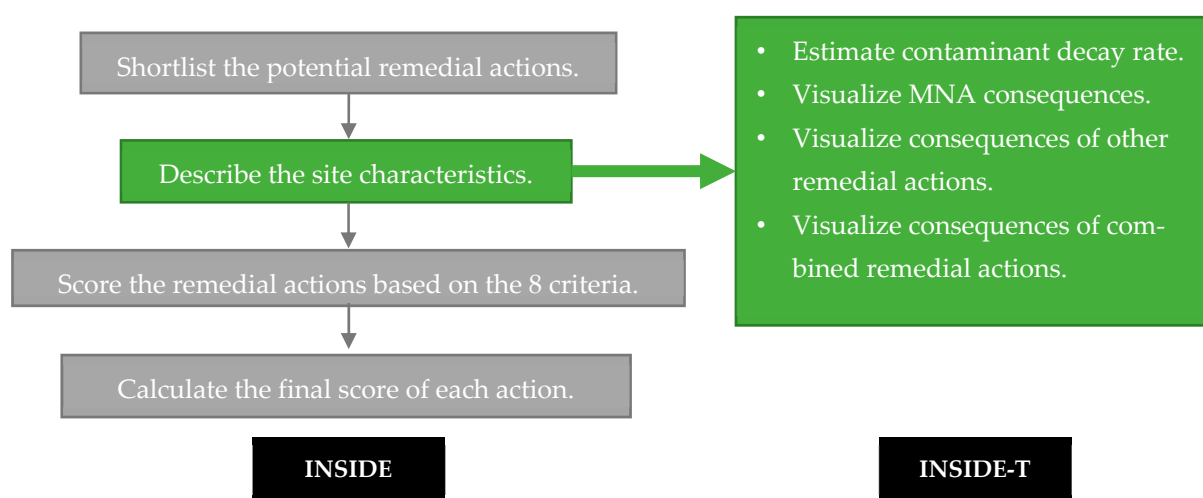 Shortlist the potential remedial actions.
Describe the site characteristics.
Score the remedial actions based on the 8 criteria.
Calculate the final score of each action.
INSIDE
• Estimate contaminant decay rate.
• Visualize MNA consequences.
• Visualize consequences of other
remedial actions.
• Visualize consequences of com-
bined remedial actions.
INSIDE-T